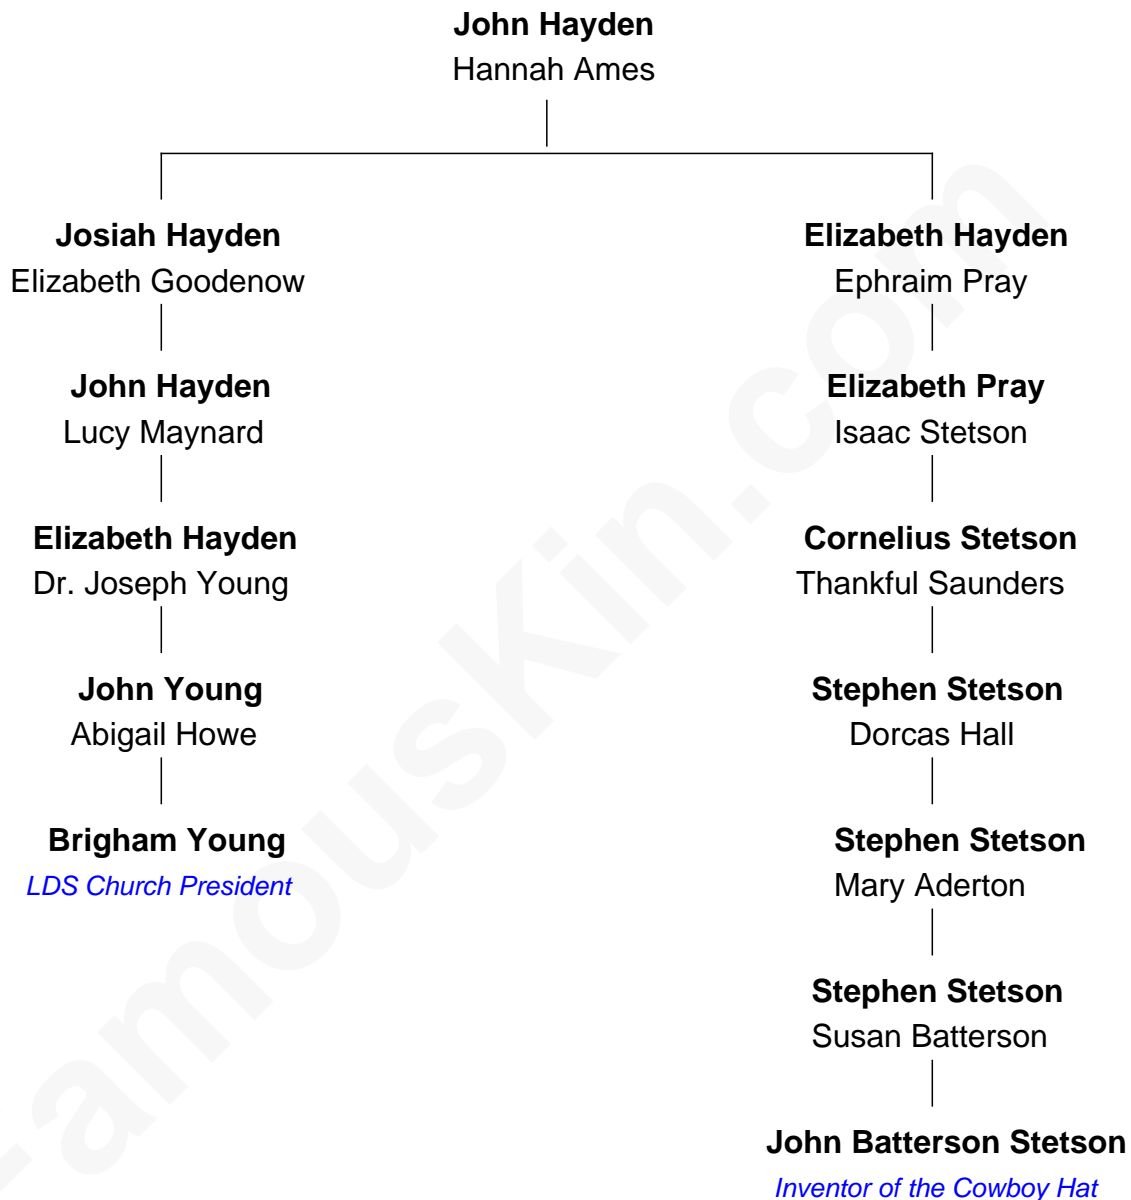 John Hayden
Hannah Ames
Josiah Hayden
Elizabeth Goodenow
John Hayden
Lucy Maynard
Elizabeth Hayden
Dr. Joseph Young
John Young
Abigail Howe
Brigham Young
LDS Church President
Elizabeth Hayden
Ephraim Pray
Elizabeth Pray
Isaac Stetson
Cornelius Stetson
Thankful Saunders
Stephen Stetson
Dorcas Hall
Stephen Stetson
Mary Aderton
Stephen Stetson
Susan Batterson
John Batterson Stetson
Inventor of the Cowboy Hat
FamousKin.com